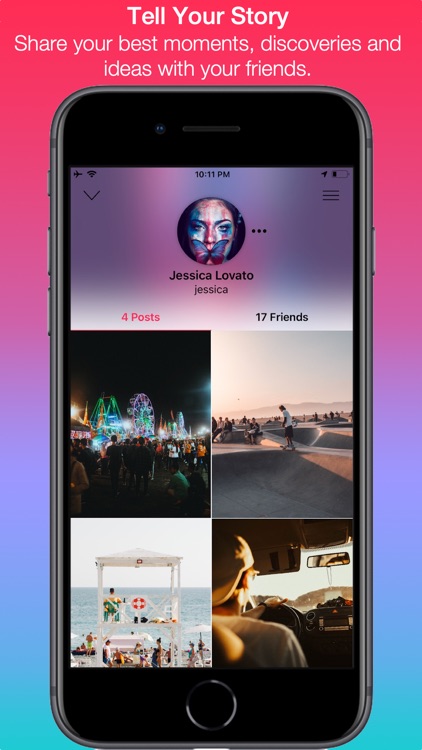 Tell Your Story
Share your best moments, discoveries and
ideas with your friends.
10:11 PM
Jessica Lovato
jessica
4 Posts
17 Friends